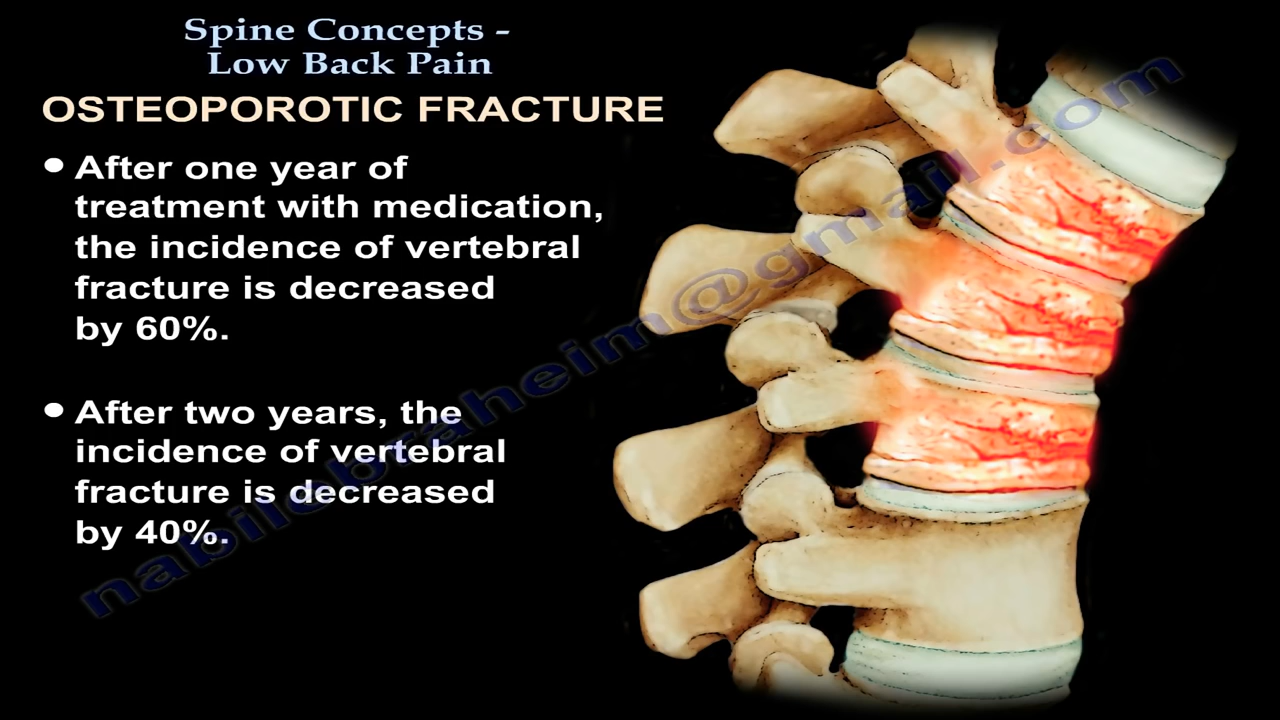 Spine Concepts -
Low Back Pain
OSTEOPOROTIC FRACTURE
• After one year of
treatment with medication,
the incidence of vertebral
fracture is decreased
by 60%.
• After two years, the
incidence of vertebral
fracture is decreased
by 40%.
nabilebraheim@gmail.com